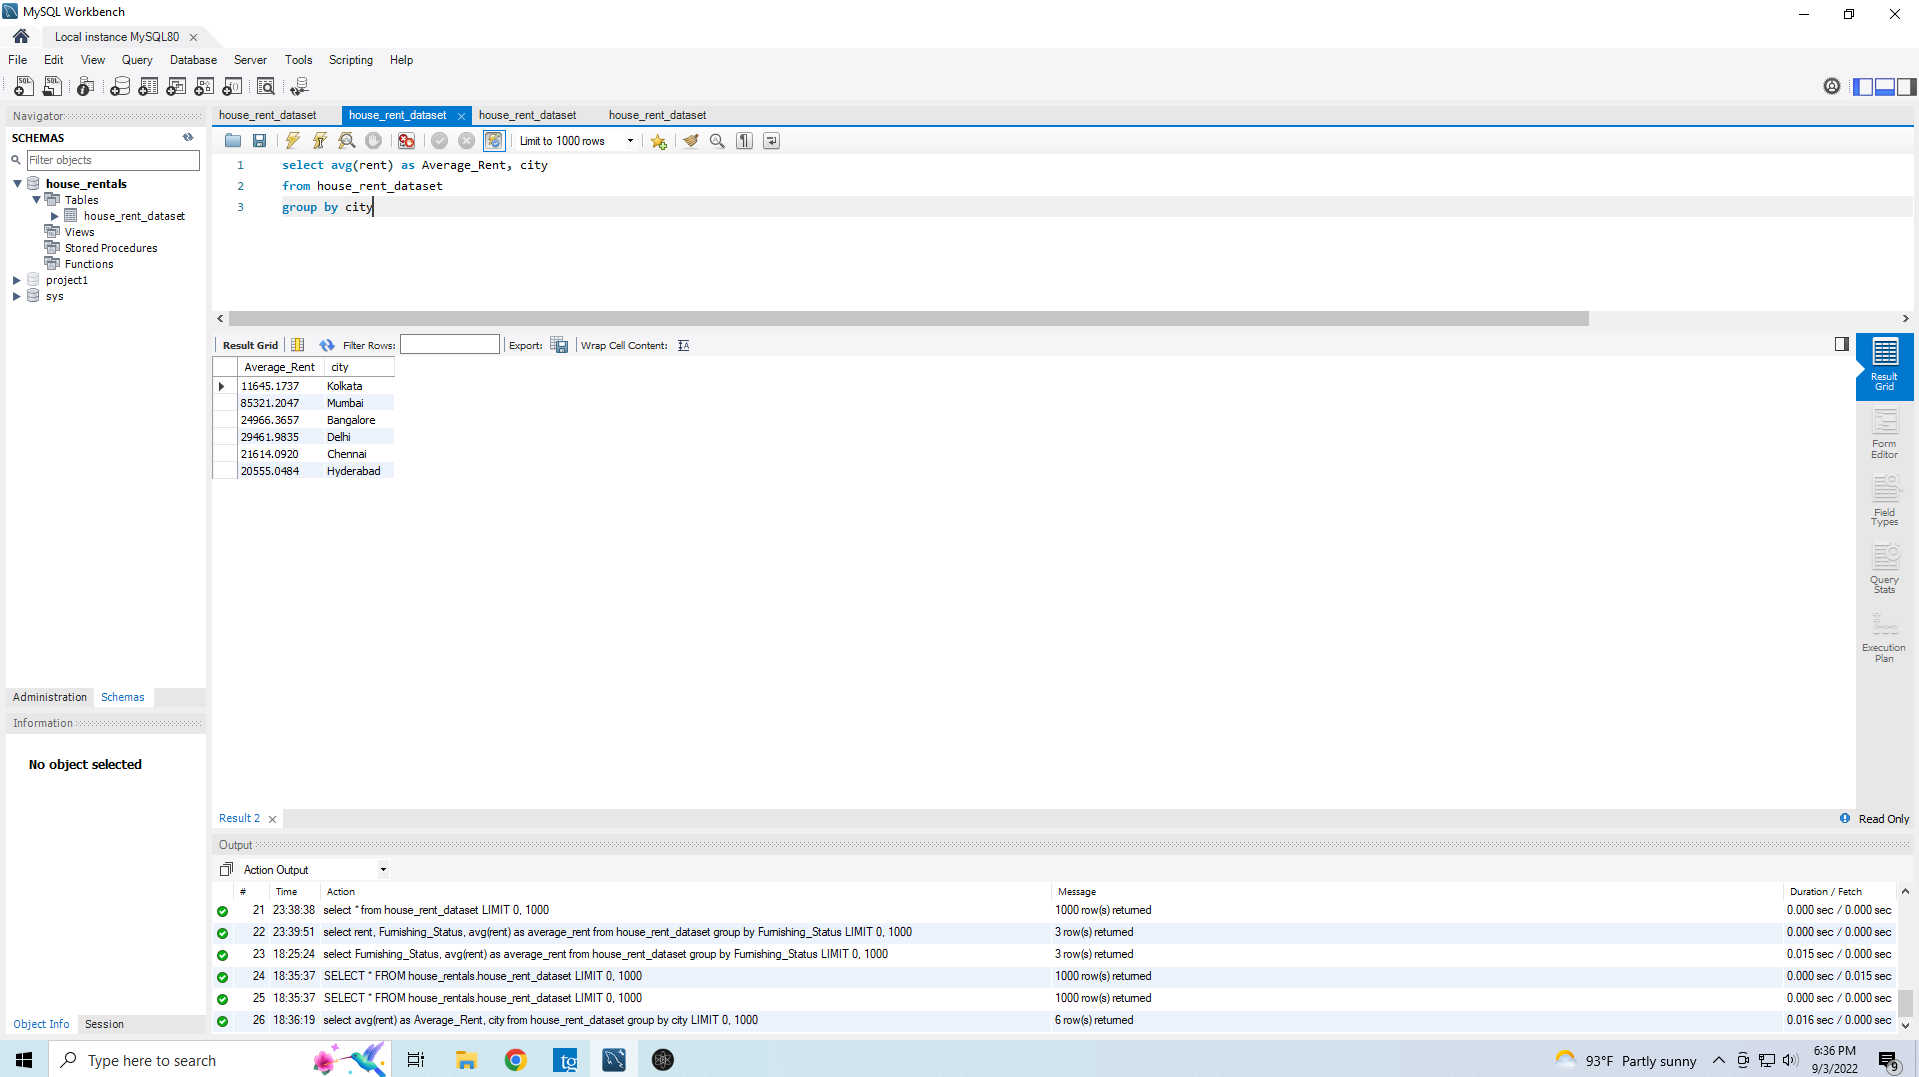 MySQL Workbench
Local instance MySQL80
File Edit View Query Database Server Tools Scripting Help
Navigator
SCHEMAS
Filter objects
house_rentals
Tables
house_rent_dataset
Views
Stored Procedures
Functions
project1
sys
Administration Schemas
Information
No object selected
Object Info Session
house_rent_dataset house_rent_dataset house_rent_dataset house_rent_dataset
Limit to 1000 rows
1 select avg(rent) as Average_Rent, city
2 from house_rent_dataset
3 group by city
Result Grid Filter Rows: Export: Wrap Cell Content:
Average_Rent city
11645.1737 Kolkata
85321.2047 Mumbai
24966.3657 Bangalore
29461.9835 Delhi
21614.0920 Chennai
20555.0484 Hyderabad
Result
Grid
Form
Editor
Field
Types
Query
Stats
Execution
Plan
Result 2
Read Only
Output
Action Output
# Time Action Message Duration / Fetch
21 23:38:38 select * from house_rent_dataset LIMIT 0, 1000 1000 row(s) returned 0.000 sec / 0.000 sec
22 23:39:51 select rent, Furnishing_Status, avg(rent) as average_rent from house_rent_dataset group by Furnishing_Status LIMIT 0, 1000 3 row(s) returned 0.000 sec / 0.000 sec
23 18:25:24 select Furnishing_Status, avg(rent) as average_rent from house_rent_dataset group by Furnishing_Status LIMIT 0, 1000 3 row(s) returned 0.015 sec / 0.000 sec
24 18:35:37 SELECT * FROM house_rentals.house_rent_dataset LIMIT 0, 1000 1000 row(s) returned 0.000 sec / 0.015 sec
25 18:35:37 SELECT * FROM house_rentals.house_rent_dataset LIMIT 0, 1000 1000 row(s) returned 0.000 sec / 0.000 sec
26 18:36:19 select avg(rent) as Average_Rent, city from house_rent_dataset group by city LIMIT 0, 1000 6 row(s) returned 0.016 sec / 0.000 sec
Type here to search
tg
93°F Partly sunny
6:36 PM
9/3/2022
9